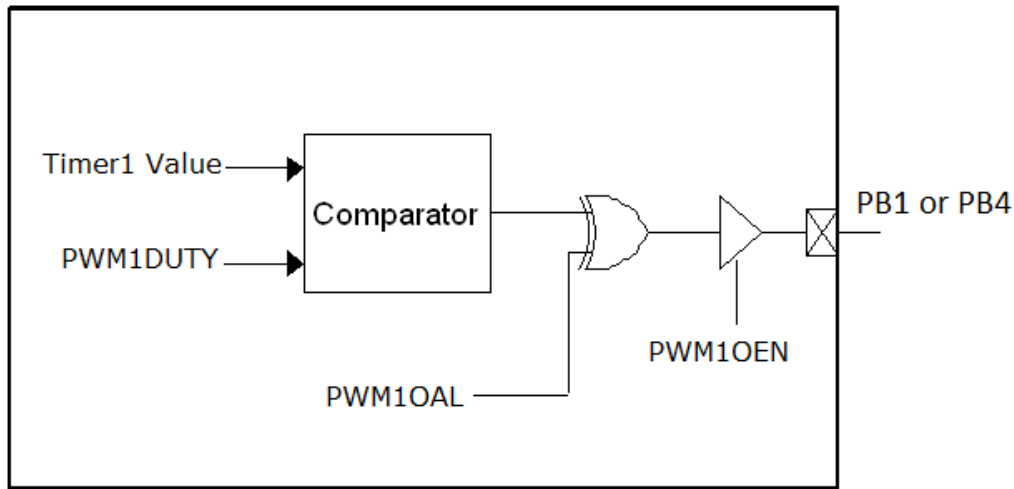 Timer1 Value
PWM1DUTY
Comparator
PWM1OAL
PWM1OEN
PB1 or PB4